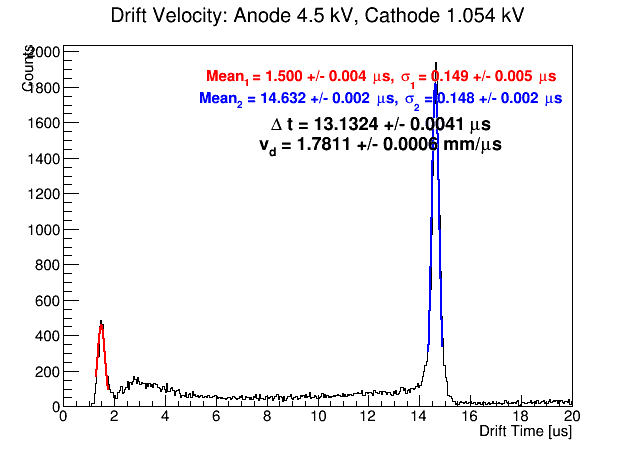 Drift Velocity: Anode 4.5 kV, Cathode 1.054 kV
Counts
Mean₁ = 1.500 +/- 0.004 μs, σ₁ = 0.149 +/- 0.005 μs
Mean₂ = 14.632 +/- 0.002 μs, σ₂ = 0.148 +/- 0.002 μs
Δ t = 13.1324 +/- 0.0041 μs
v_d = 1.7811 +/- 0.0006 mm/μs
2000
1800
1600
1400
1200
1000
800
600
400
200
0
0 2 4 6 8 10 12 14 16 18 20
Drift Time [us]